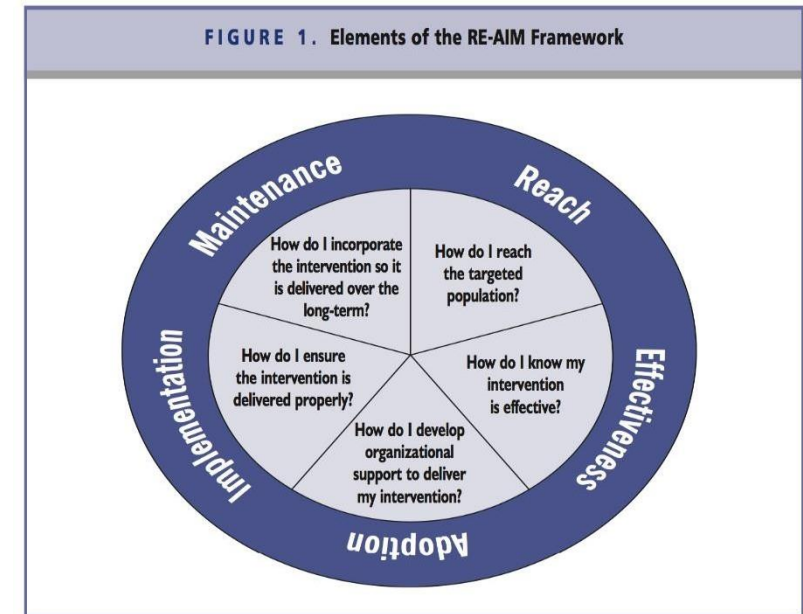 FIGURE 1. Elements of the RE-AIM Framework
Reach
How do I reach
the targeted
population?
Effectiveness
How do I know my
intervention
is effective?
Adoption
How do I develop
organizational
support to deliver
my intervention?
Implementation
How do I ensure
the intervention is
delivered properly?
Maintenance
How do I incorporate
the intervention so it
is delivered over the
long-term?